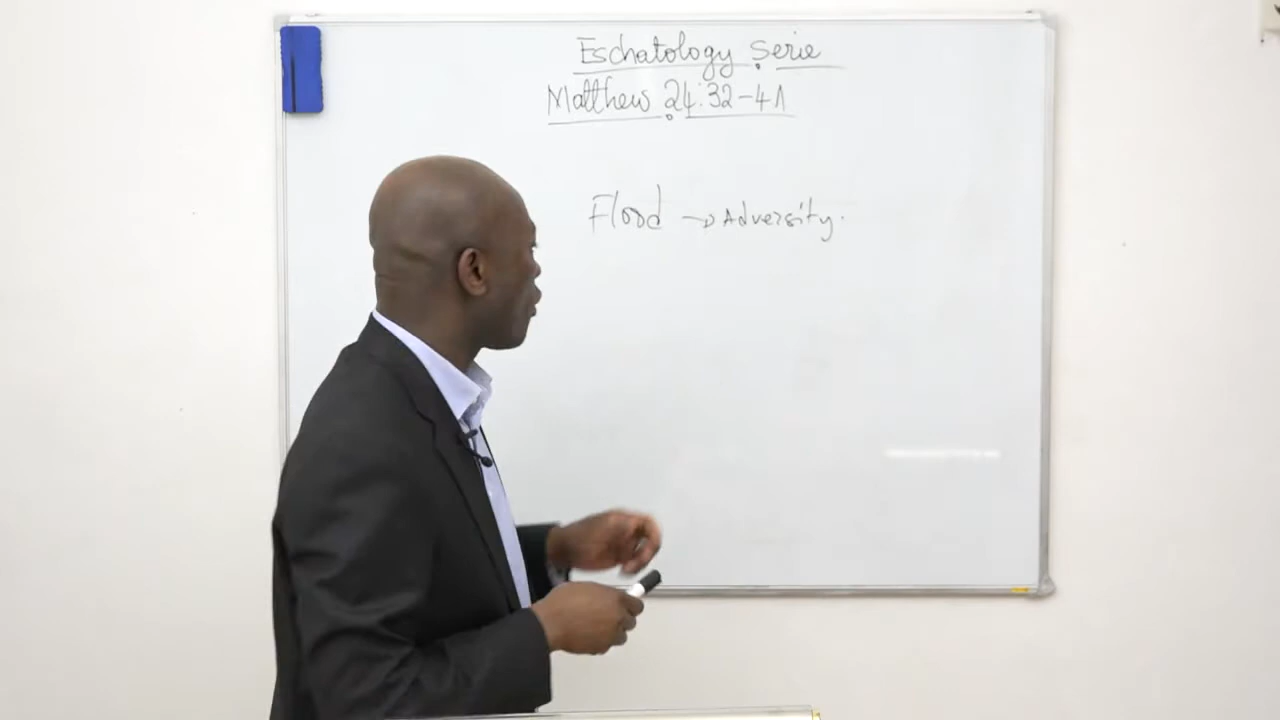 Eschatology Serie
Matthew 24:32-41
Flood → Adversity.